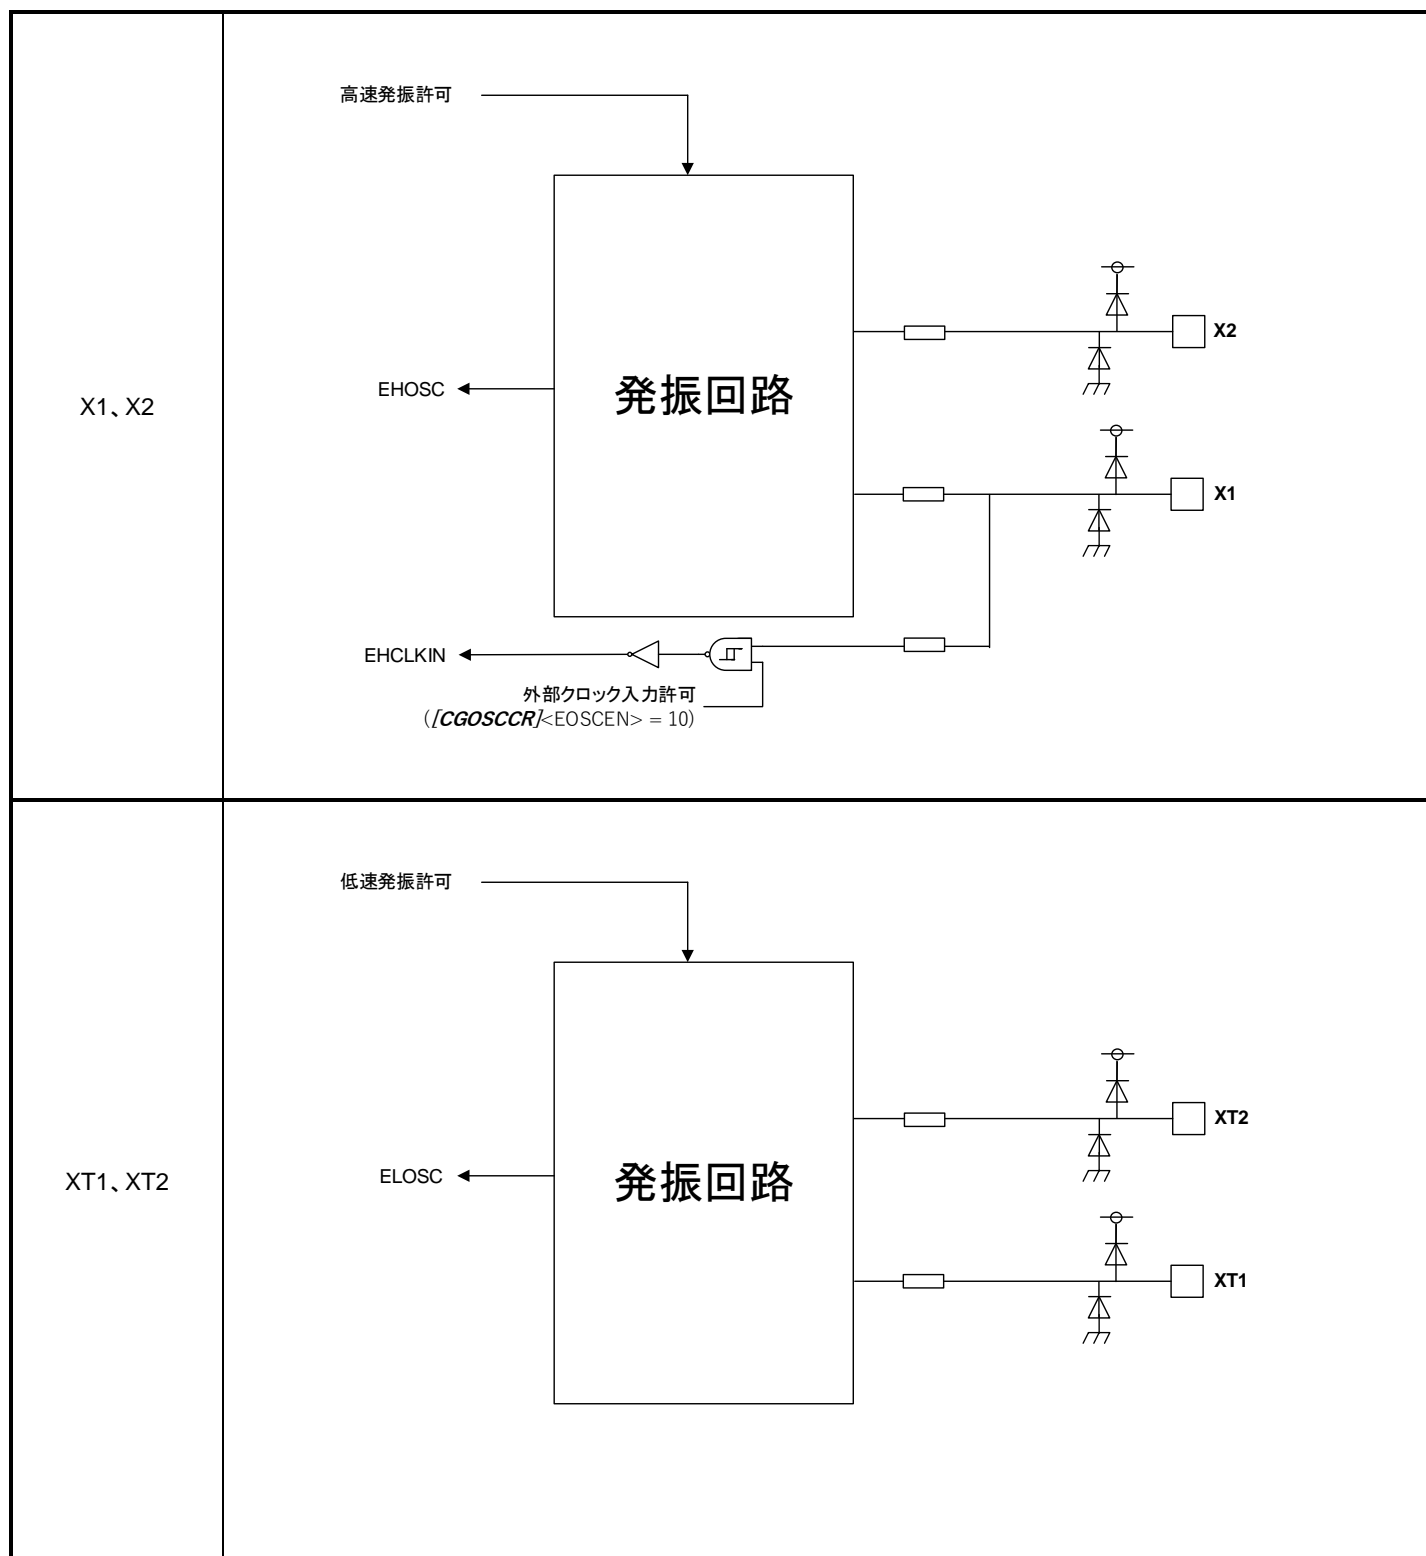 X1、X2
高速発振許可
EHOSC
発振回路
X2
X1
EHCLKIN
外部クロック入力許可
([CGOSCCR]<EOSCEN> = 10)
XT1、XT2
低速発振許可
ELOSC
発振回路
XT2
XT1